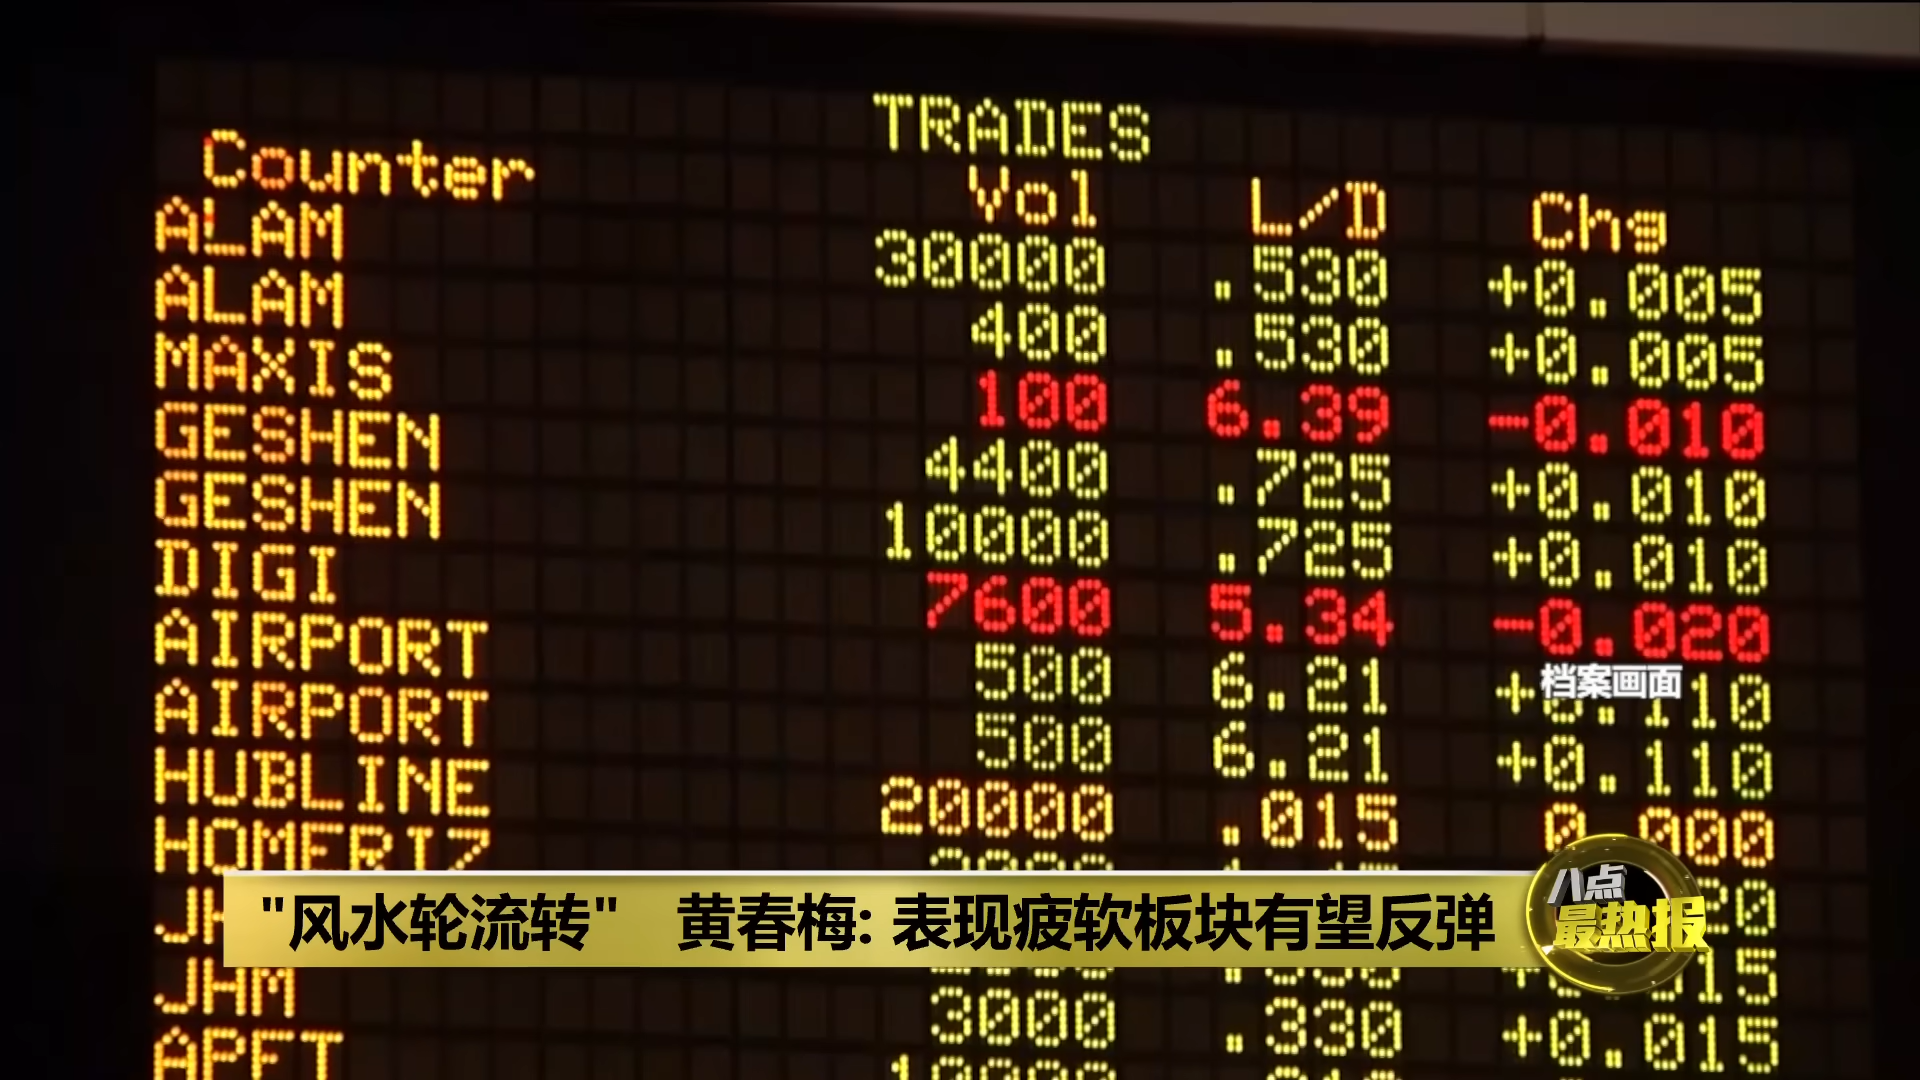 TRADES
Counter Vol L/D Chg
ALAM 30000 .530 +0.005
ALAM 400 .530 +0.005
MAXIS 100 6.39 -0.010
GESHEN 4400 .725 +0.010
GESHEN 10000 .725 +0.010
DIGI 7600 5.34 -0.020
AIRPORT 500 6.21 +0.110
档案画面
AIRPORT 500 6.21 +0.110
HUBLINE 20000 .015 0.000
HOMERIZ
"风水轮流转" 黄春梅: 表现疲软板块有望反弹
八点
最热报
JHM 3000 .330 +0.015